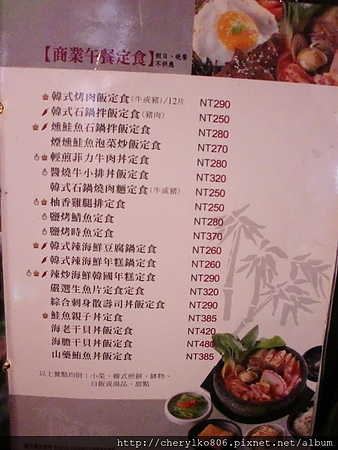 【商業午餐定食】假日、晚餐
不供應
韓式烤肉飯定食(牛或豬)/12片 NT290
韓式石鍋拌飯定食(豬肉) NT250
燻鮭魚石鍋拌飯定食 NT280
煙燻鮭魚泡菜炒飯定食 NT270
輕煎菲力牛肉丼定食 NT280
醬燒牛小排丼飯定食 NT320
韓式石鍋燒肉麵定食(牛或豬) NT250
柚香雞腿排定食 NT250
鹽烤鯖魚定食 NT280
鹽烤時魚定食 NT370
韓式辣海鮮豆腐鍋定食 NT260
韓式辣海鮮年糕鍋定食 NT260
辣炒海鮮韓國年糕定食 NT290
嚴選生魚片定食定食 NT320
綜合刺身散壽司丼飯定食 NT290
鮭魚親子丼定食 NT385
海老干貝丼飯定食 NT420
海膽干貝丼飯定食 NT480
山藥鮪魚丼飯定食 NT385
以上餐點均附：小菜、韓式煎餅、鉢物、
白飯或湯品、甜點
http://cherylko806.pixnet.net/album